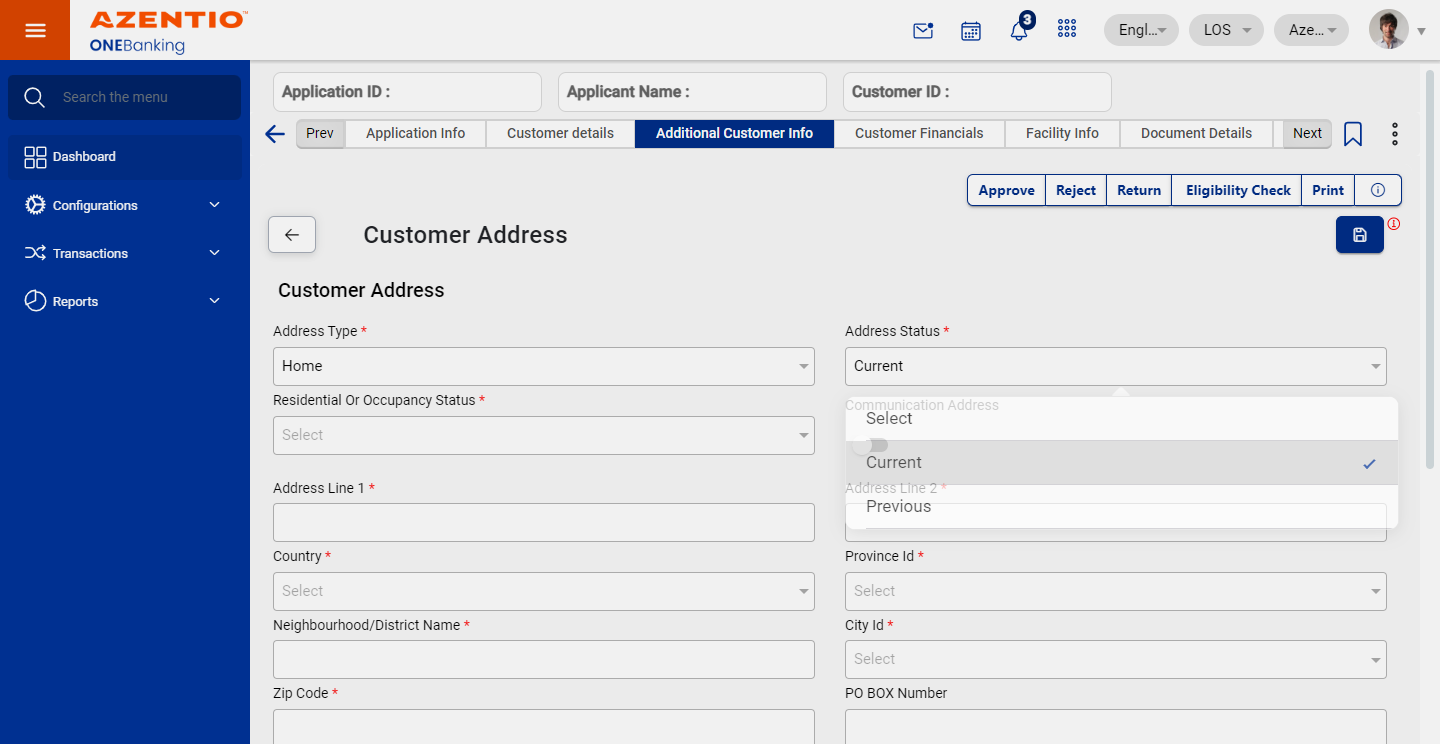 AZENTIO™
ONEBanking
3
Engl...
LOS
Aze...
Search the menu
Dashboard
Configurations
Transactions
Reports
Application ID :
Applicant Name :
Customer ID :
Prev
Application Info
Customer details
Additional Customer Info
Customer Financials
Facility Info
Document Details
Next
Approve
Reject
Return
Eligibility Check
Print
Customer Address
Customer Address
Address Type *
Address Status *
Home
Current
Residential Or Occupancy Status *
Communication Address
Select
Select
Current
Previous
Address Line 1 *
Address Line 2 *
Country *
Province Id *
Select
Select
Neighbourhood/District Name *
City Id *
Select
Zip Code *
PO BOX Number